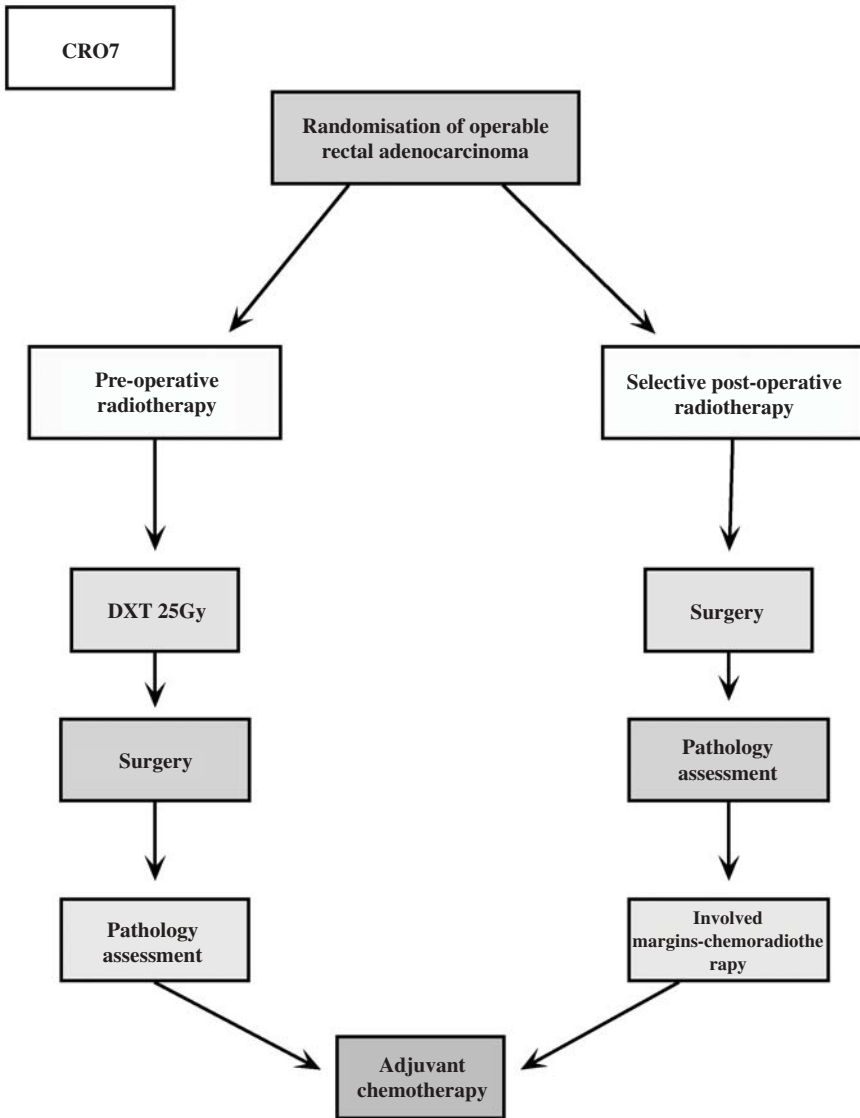 CRO7
Randomisation of operable
rectal adenocarcinoma
Pre-operative
radiotherapy
Selective post-operative
radiotherapy
DXT 25Gy
Surgery
Surgery
Pathology
assessment
Pathology
assessment
Involved
margins-chemoradiothe
rapy
Adjuvant
chemotherapy